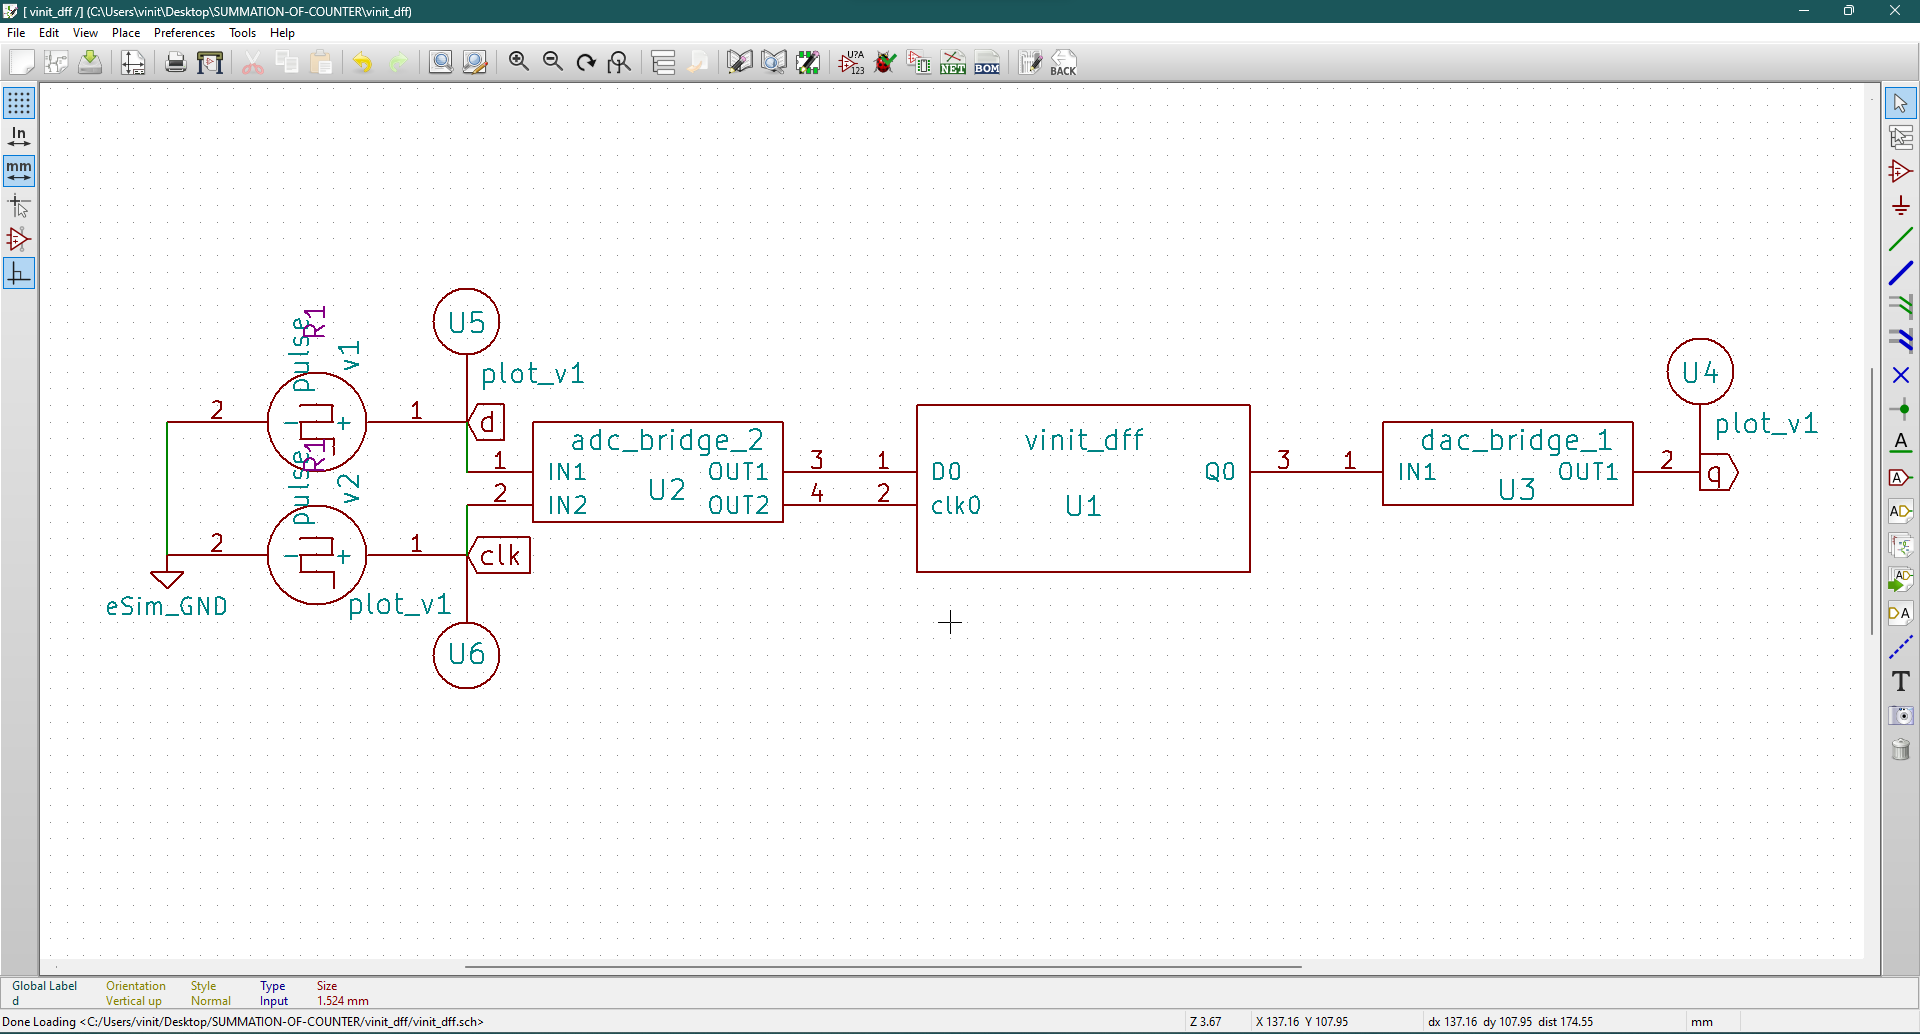 [ vinit_dff /] (C:\Users\vinit\Desktop\SUMMATION-OF-COUNTER\vinit_dff)
File Edit View Place Preferences Tools Help
U?A
123
NET
BOM
BACK
In
mm
R1
pulse
v1
U5
plot_v1
2
1
d
R1
pulse
v2
adc_bridge_2
1 IN1 OUT1 3
U2
2 IN2 OUT2 4
vinit_dff
1 D0 Q0 3
2 clk0 U1
dac_bridge_1
1 IN1 OUT1 2
U3
U4
plot_v1
q
2
1
clk
eSim_GND
plot_v1
U6
A
A
A
A
A
T
Global Label Orientation Style Type Size
d Vertical up Normal Input 1.524 mm
Done Loading <C:/Users/vinit/Desktop/SUMMATION-OF-COUNTER/vinit_dff/vinit_dff.sch>
Z 3.67
X 137.16 Y 107.95
dx 137.16 dy 107.95 dist 174.55
mm